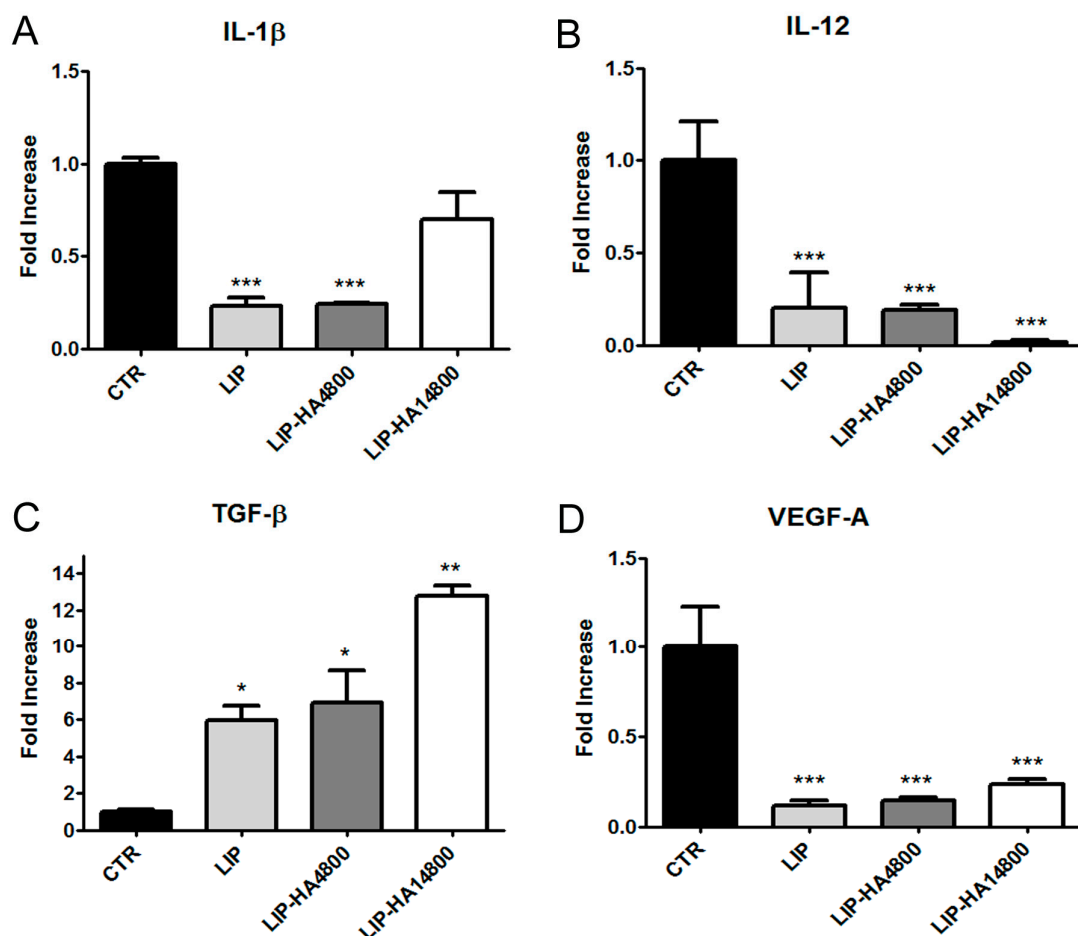 A
IL-1β
Fold Increase
1.5
1.0
0.5
0.0
***
***
CTR
LIP
LIP-HA4800
LIP-HA14800
B
IL-12
Fold Increase
1.5
1.0
0.5
0.0
***
***
***
CTR
LIP
LIP-HA4800
LIP-HA14800
C
TGF-β
Fold Increase
14
12
10
8
6
4
2
0
*
*
**
CTR
LIP
LIP-HA4800
LIP-HA14800
D
VEGF-A
Fold Increase
1.5
1.0
0.5
0.0
***
***
***
CTR
LIP
LIP-HA4800
LIP-HA14800